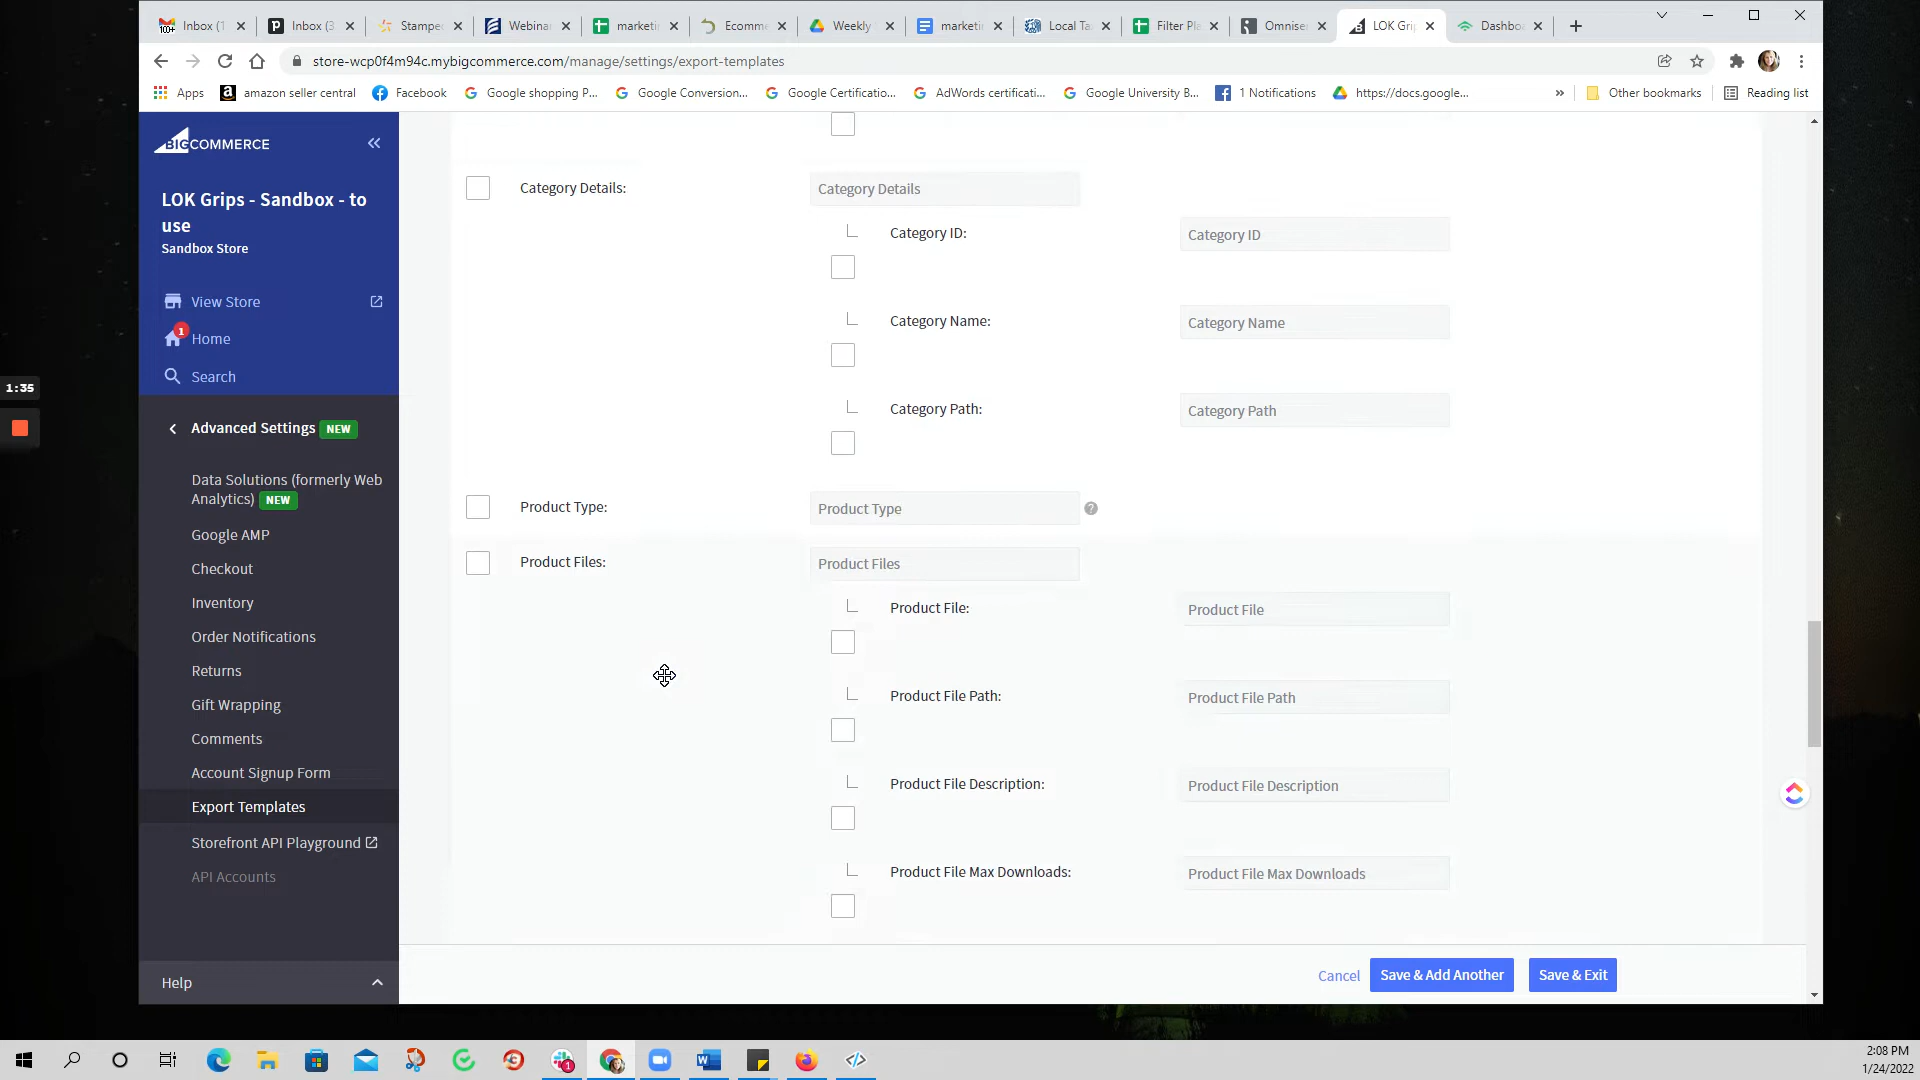 Inbox (1
Inbox (3
Stamped
Webinar
marketi
Ecomme
Weekly
marketi
Local Ta
Filter Pla
Omnise
LOK Gri
Dashbo
store-wcp0f4m94c.mybigcommerce.com/manage/settings/export-templates
Apps
amazon seller central
Facebook
Google shopping P...
Google Conversion...
Google Certificatio...
AdWords certificati...
Google University B...
1 Notifications
https://docs.google...
»
Other bookmarks
Reading list
BIGCOMMERCE
LOK Grips - Sandbox - to
use
Sandbox Store
View Store
1
Home
Search
Advanced Settings NEW
Data Solutions (formerly Web
Analytics) NEW
Google AMP
Checkout
Inventory
Order Notifications
Returns
Gift Wrapping
Comments
Account Signup Form
Export Templates
Storefront API Playground
API Accounts
Help
1:35
Category Details: Category Details
Category ID: Category ID
Category Name: Category Name
Category Path: Category Path
Product Type: Product Type ?
Product Files: Product Files
Product File: Product File
Product File Path: Product File Path
Product File Description: Product File Description
Product File Max Downloads: Product File Max Downloads
Cancel Save & Add Another Save & Exit
2:08 PM
1/24/2022